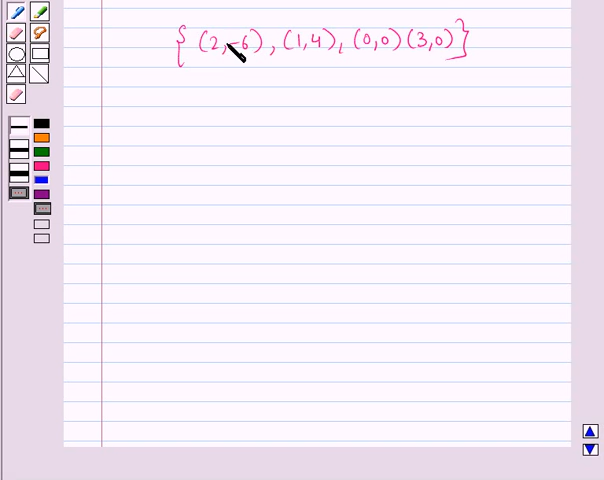 { (2,-6), (1,4), (0,0) (3,0) }